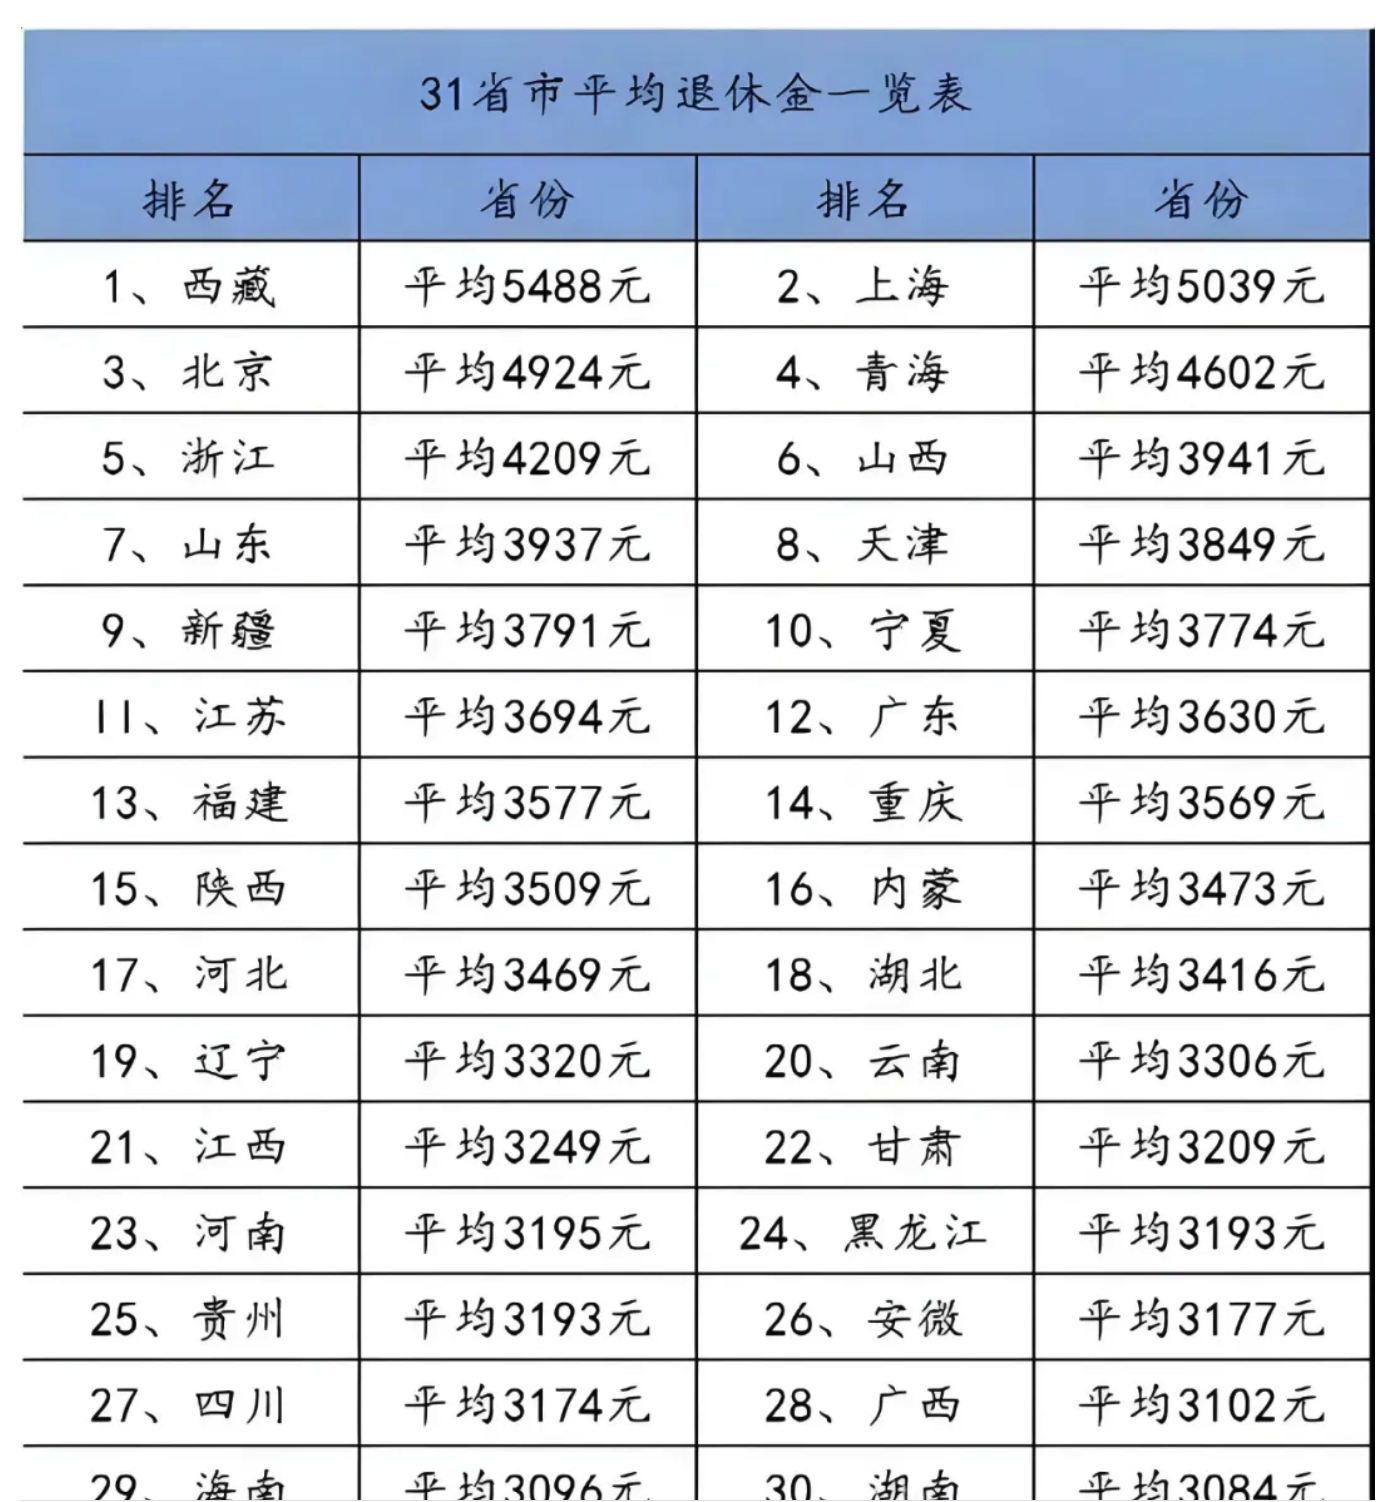 31省市平均退休金一览表
排名 省份 排名 省份
1、西藏 平均5488元 2、上海 平均5039元
3、北京 平均4924元 4、青海 平均4602元
5、浙江 平均4209元 6、山西 平均3941元
7、山东 平均3937元 8、天津 平均3849元
9、新疆 平均3791元 10、宁夏 平均3774元
11、江苏 平均3694元 12、广东 平均3630元
13、福建 平均3577元 14、重庆 平均3569元
15、陕西 平均3509元 16、内蒙 平均3473元
17、河北 平均3469元 18、湖北 平均3416元
19、辽宁 平均3320元 20、云南 平均3306元
21、江西 平均3249元 22、甘肃 平均3209元
23、河南 平均3195元 24、黑龙江 平均3193元
25、贵州 平均3193元 26、安微 平均3177元
27、四川 平均3174元 28、广西 平均3102元
29、海南 平均3096元 30、湖南 平均3084元